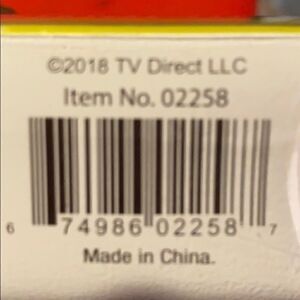 ©2018 TV Direct LLC
Item No. 02258
6 74986 02258 7
Made in China.